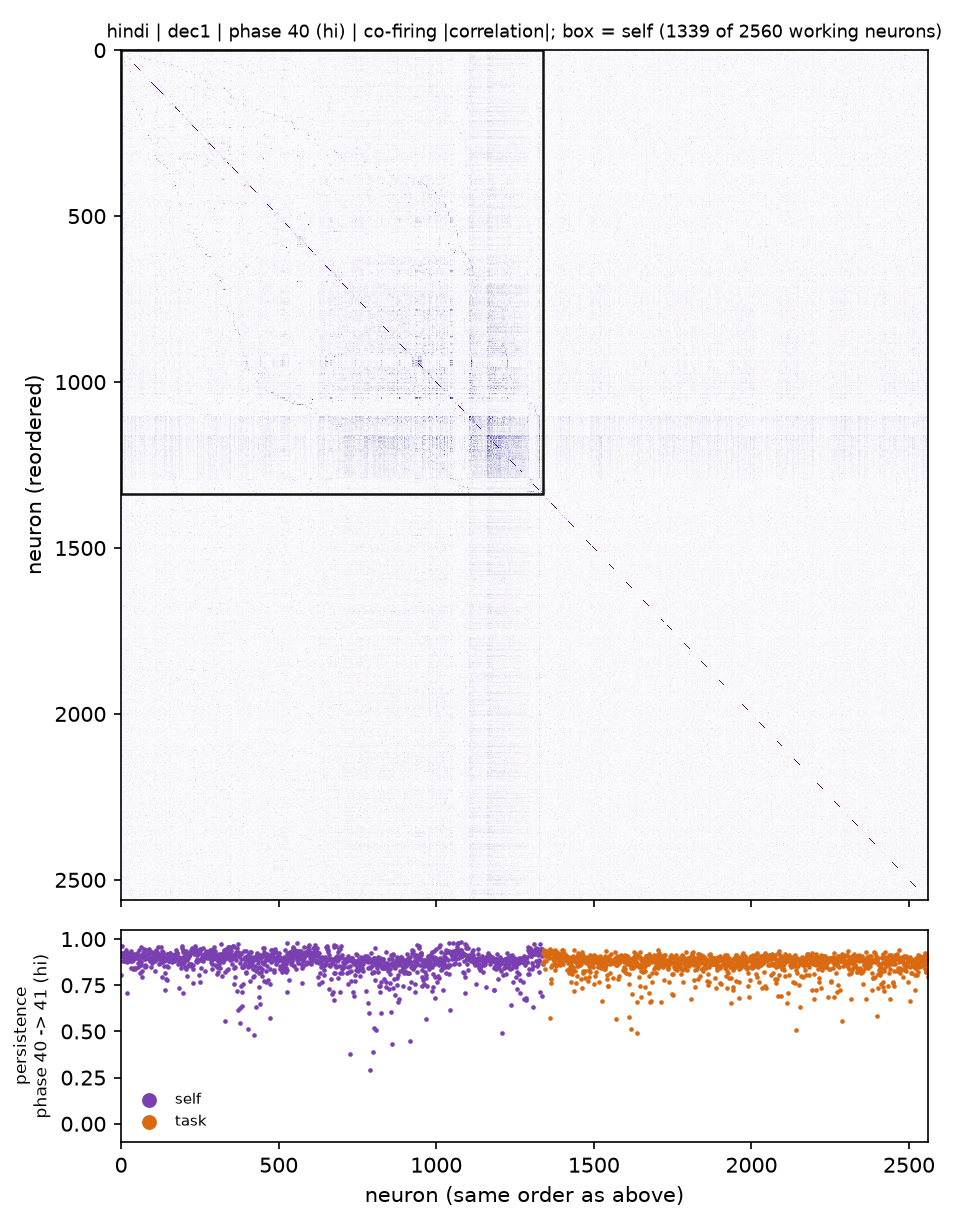 hindi | dec1 | phase 40 (hi) | co-firing |correlation|; box = self (1339 of 2560 working neurons)
0
500
1000
1500
2000
2500
neuron (reordered)
1.00
0.75
0.50
0.25
0.00
persistence
phase 40 -> 41 (hi)
self
task
0 500 1000 1500 2000 2500
neuron (same order as above)